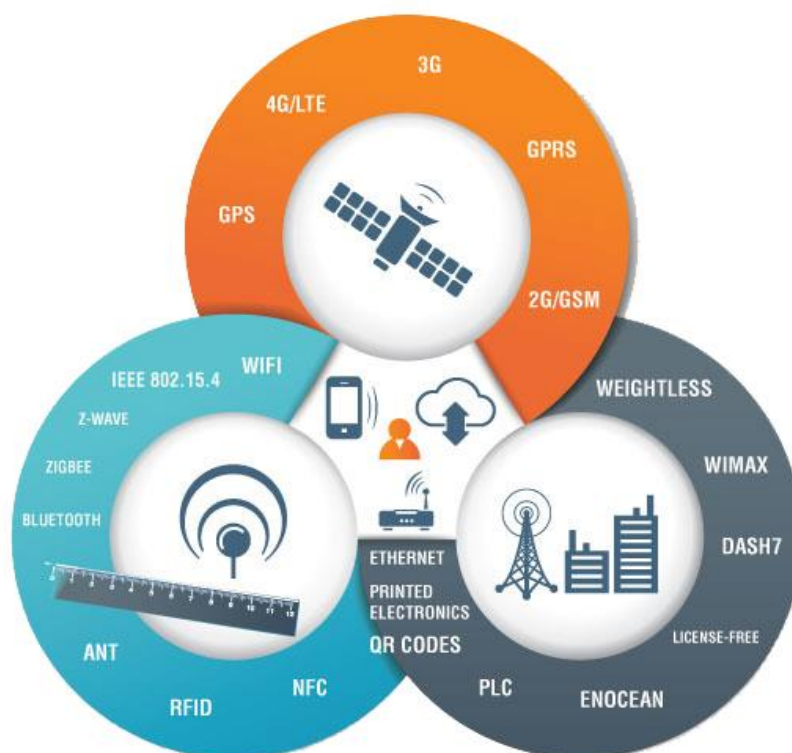 3G
4G/LTE
GPRS
GPS
2G/GSM
WIFI
IEEE 802.15.4
Z-WAVE
ZIGBEE
BLUETOOTH
ANT
RFID
NFC
WEIGHTLESS
WIMAX
DASH7
LICENSE-FREE
ENOCEAN
PLC
ETHERNET
PRINTED
ELECTRONICS
QR CODES